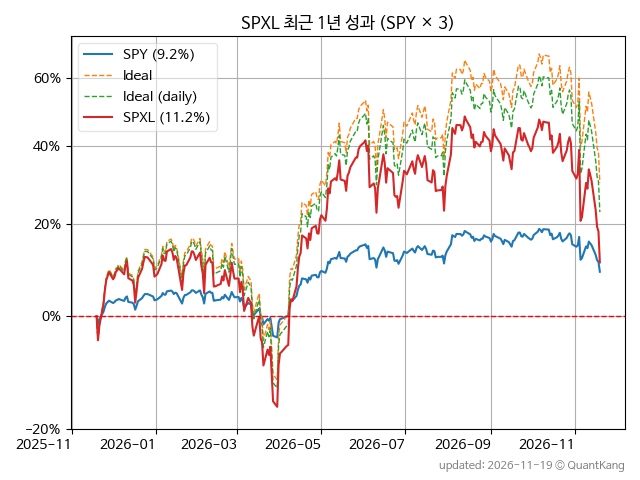 SPXL 최근 1년 성과 (SPY × 3)
SPY (9.2%)
Ideal
Ideal (daily)
SPXL (11.2%)
60%
40%
20%
0%
−20%
2025-11
2026-01
2026-03
2026-05
2026-07
2026-09
2026-11
updated: 2026-11-19 © QuantKang